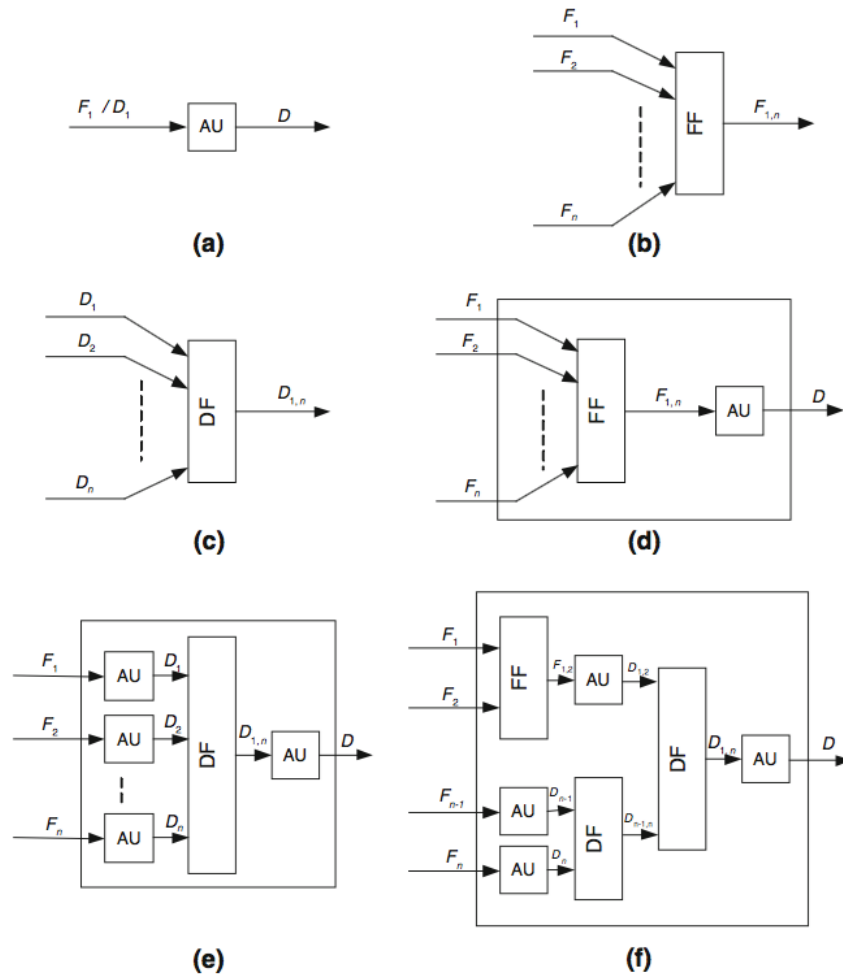 F1 / D1
AU
D
(a)
F1
F2
FF
F1,n
Fn
(b)
D1
D2
DF
D1,n
Dn
(c)
F1
F2
FF
F1,n
AU
D
Fn
(d)
F1
AU
D1
F2
AU
D2
DF
D1,n
AU
D
Fn
AU
Dn
(e)
F1
FF
F1,2
AU
D1,2
F2
DF
D1,n
AU
D
Fn-1
AU
Dn-1
DF
Dn-1,n
Fn
AU
Dn
(f)